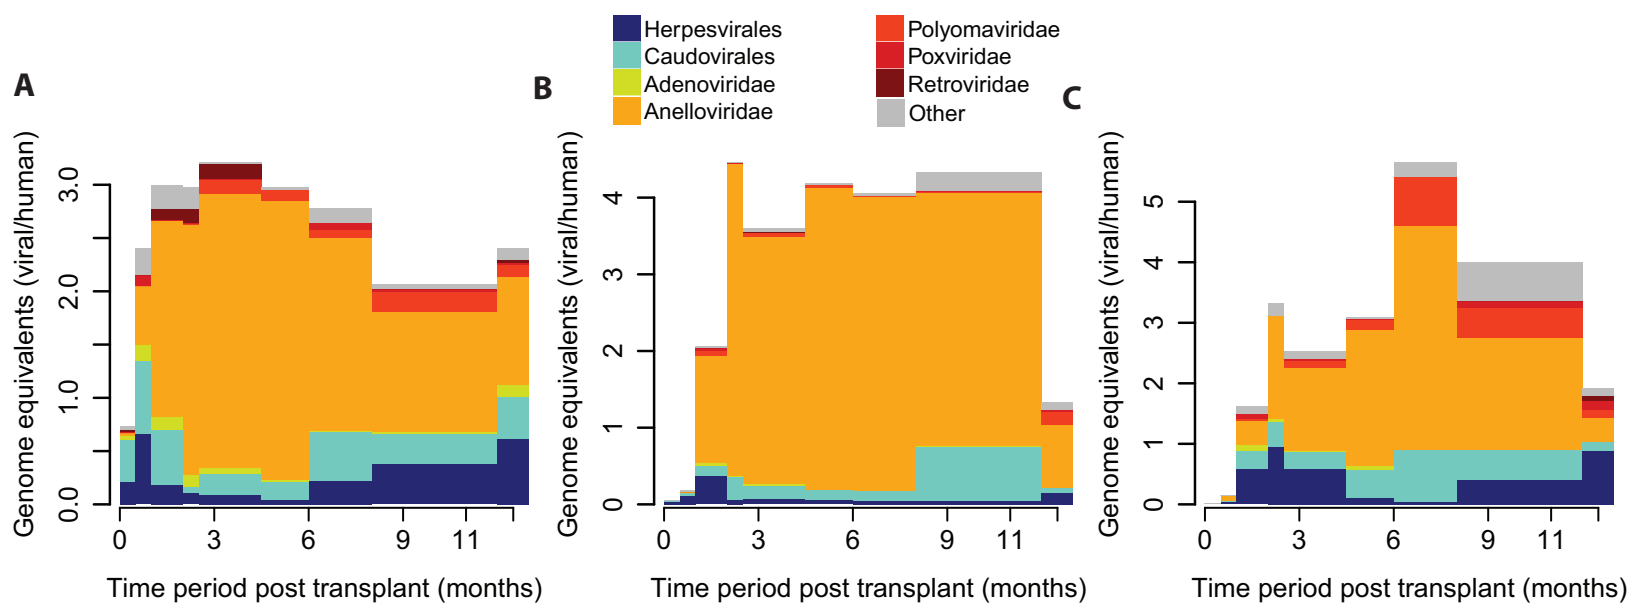 Herpesvirales
Caudovirales
Adenoviridae
Anelloviridae
Polyomaviridae
Poxviridae
Retroviridae
Other
A
Genome equivalents (viral/human)
0.0
1.0
2.0
3.0
0 3 6 9 11
Time period post transplant (months)
B
Genome equivalents (viral/human)
0
1
2
3
4
0 3 6 9 11
Time period post transplant (months)
C
Genome equivalents (viral/human)
0
1
2
3
4
5
0 3 6 9 11
Time period post transplant (months)